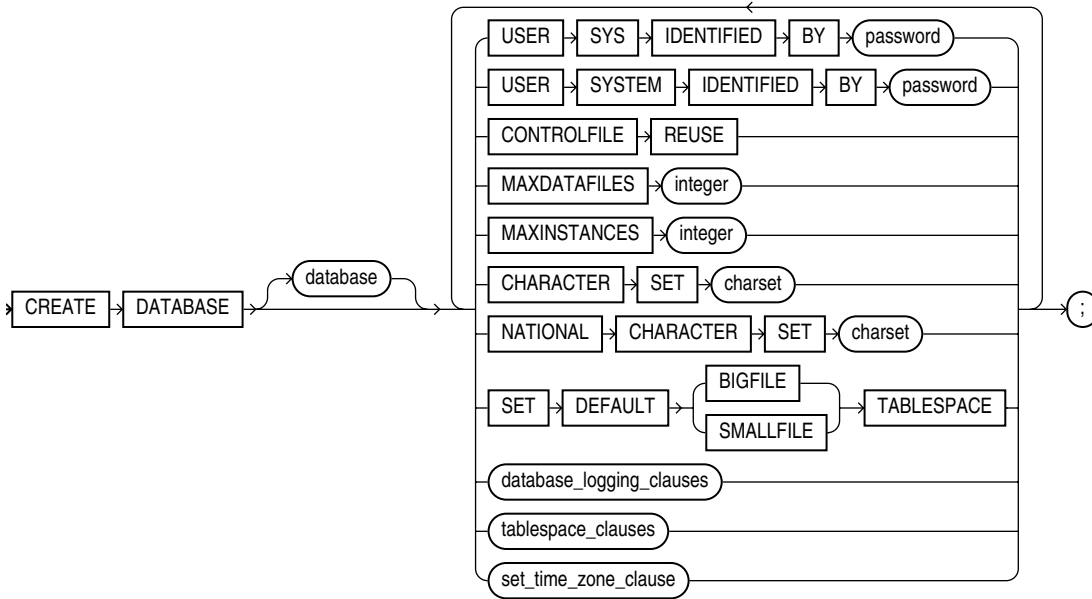 USER SYS IDENTIFIED BY password
USER SYSTEM IDENTIFIED BY password
CONTROLFILE REUSE
MAXDATAFILES integer
MAXINSTANCES integer
database
CHARACTER SET charset
CREATE DATABASE ;
NATIONAL CHARACTER SET charset
BIGFILE
SET DEFAULT TABLESPACE
SMALLFILE
database_logging_clauses
tablespace_clauses
set_time_zone_clause